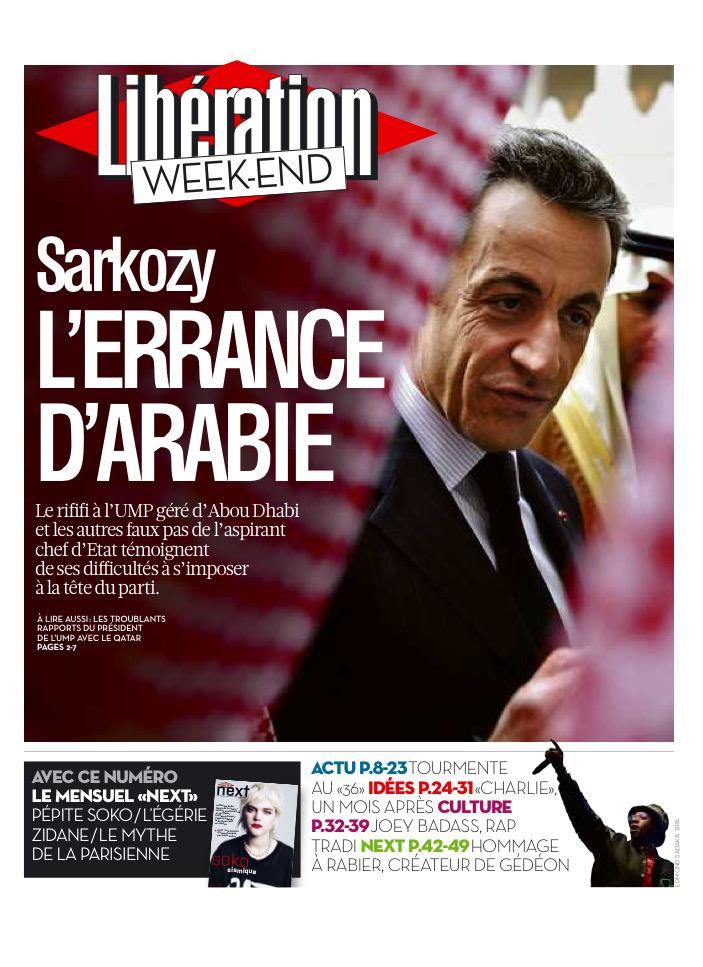 Libération
WEEK-END
Sarkozy
L'ERRANCE
D'ARABIE
Le rififi à l'UMP géré d'Abou Dhabi
et les autres faux pas de l'aspirant
chef d'Etat témoignent
de ses difficultés à s'imposer
à la tête du parti.
À LIRE AUSSI: LES TROUBLANTS
RAPPORTS DU PRÉSIDENT
DE L'UMP AVEC LE QATAR
PAGES 2-7
AVEC CE NUMÉRO
LE MENSUEL «NEXT»
PÉPITE SOKO/L'ÉGÉRIE
ZIDANE/LE MYTHE
DE LA PARISIENNE
next
soko
sismique
ACTU P.8-23 TOURMENTE
AU «36» IDÉES P.24-31 «CHARLIE»,
UN MOIS APRÈS CULTURE
P.32-39 JOEY BADASS, RAP
TRADI NEXT P.42-49 HOMMAGE
À RABIER, CRÉATEUR DE GÉDÉON
EDMOND SADAKA. SIPA